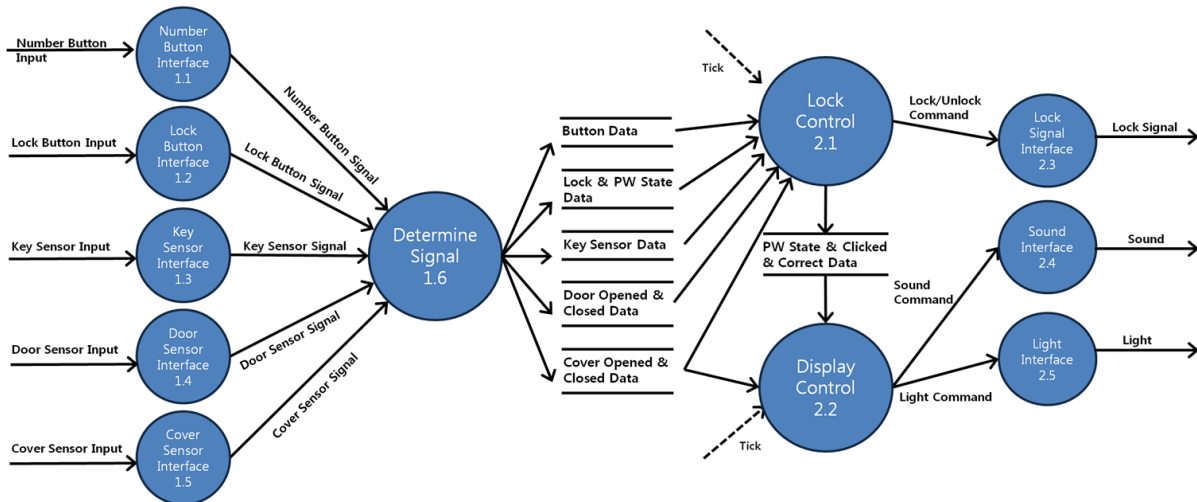 Number Button
Input
Number
Button
Interface
1.1
Number Button Signal
Lock Button Input
Lock
Button
Interface
1.2
Lock Button Signal
Key Sensor Input
Key
Sensor
Interface
1.3
Key Sensor Signal
Door Sensor Input
Door
Sensor
Interface
1.4
Door Sensor Signal
Cover Sensor Input
Cover
Sensor
Interface
1.5
Cover Sensor Signal
Determine
Signal
1.6
Button Data
Lock & PW State
Data
Key Sensor Data
Door Opened &
Closed Data
Cover Opened &
Closed Data
Tick
Lock
Control
2.1
PW State & Clicked
& Correct Data
Display
Control
2.2
Tick
Lock/Unlock
Command
Lock
Signal
Interface
2.3
Lock Signal
Sound
Command
Sound
Interface
2.4
Sound
Light Command
Light
Interface
2.5
Light